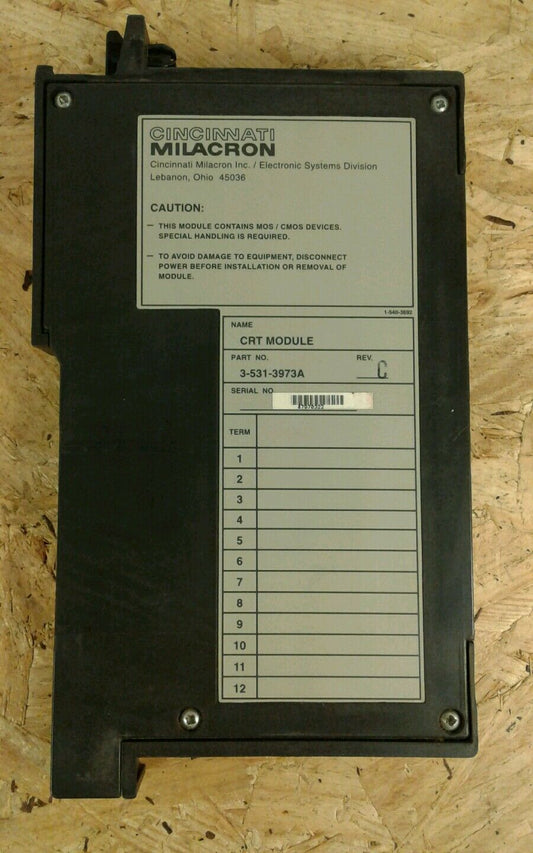 CINCINNATI
MILACRON
Cincinnati Milacron Inc. / Electronic Systems Division
Lebanon, Ohio 45036
CAUTION:
— THIS MODULE CONTAINS MOS / CMOS DEVICES.
SPECIAL HANDLING IS REQUIRED.
— TO AVOID DAMAGE TO EQUIPMENT, DISCONNECT
POWER BEFORE INSTALLATION OR REMOVAL OF
MODULE.
1-540-3692
NAME
CRT MODULE
PART NO. REV.
3-531-3973A C
SERIAL NO
TERM
1
2
3
4
5
6
7
8
9
10
11
12